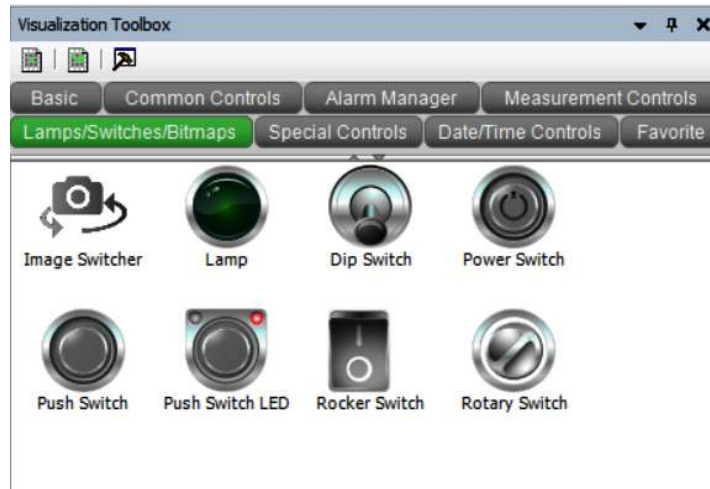 Visualization Toolbox
Basic Common Controls Alarm Manager Measurement Controls
Lamps/Switches/Bitmaps Special Controls Date/Time Controls Favorite
Image Switcher Lamp Dip Switch Power Switch
Push Switch Push Switch LED Rocker Switch Rotary Switch